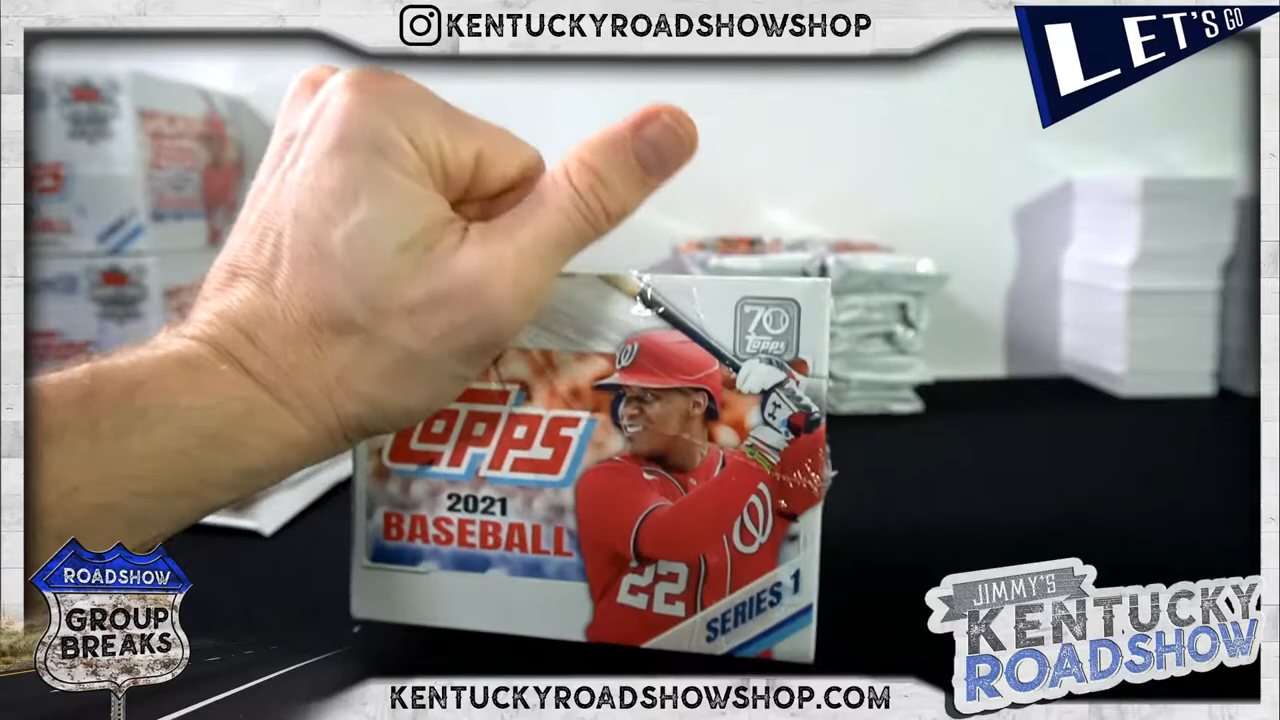 KENTUCKYROADSHOWSHOP
LET'S GO
70
Topps
W
TOPPS
2021
BASEBALL
W
22
SERIES 1
ROADSHOW
GROUP
BREAKS
JIMMY'S
KENTUCKY
ROADSHOW
KENTUCKYROADSHOWSHOP.COM